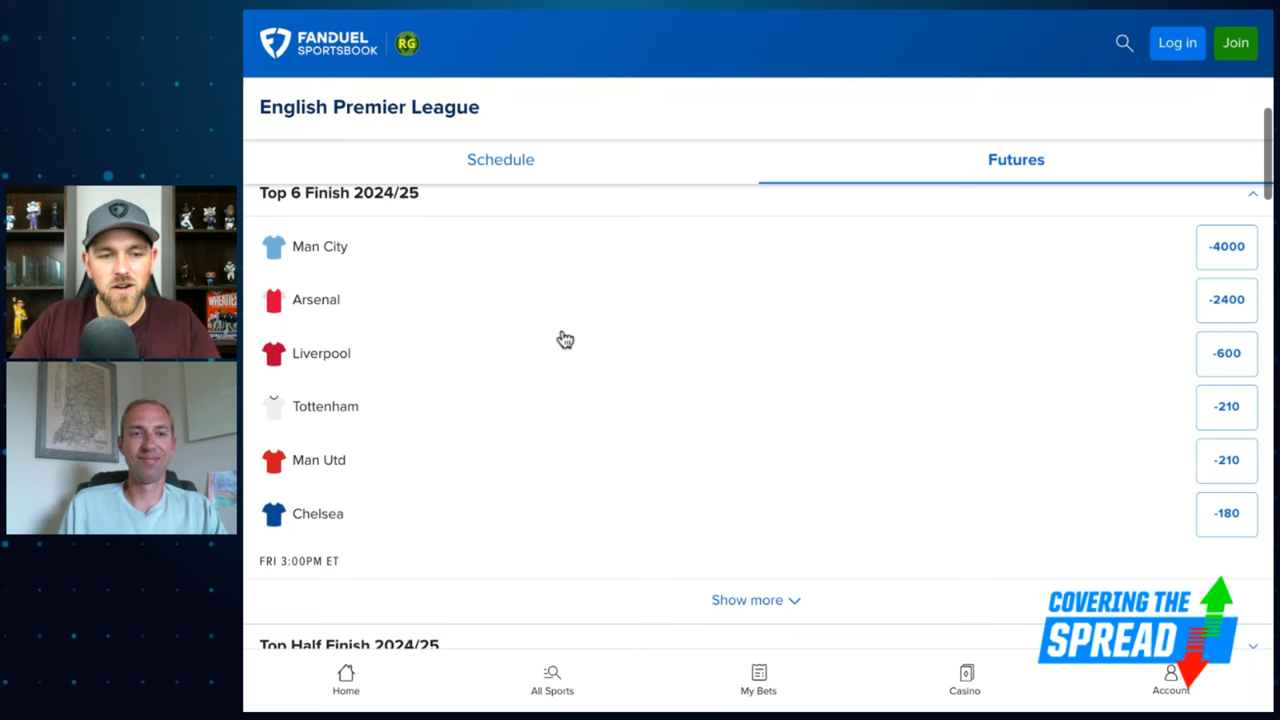 FANDUEL
SPORTSBOOK
RG
Log in
Join
English Premier League
Schedule
Futures
Top 6 Finish 2024/25
Man City
-4000
Arsenal
-2400
Liverpool
-600
Tottenham
-210
Man Utd
-210
Chelsea
-180
FRI 3:00PM ET
Show more
Top Half Finish 2024/25
COVERING THE
SPREAD
Home
All Sports
My Bets
Casino
Account
WHEATIES